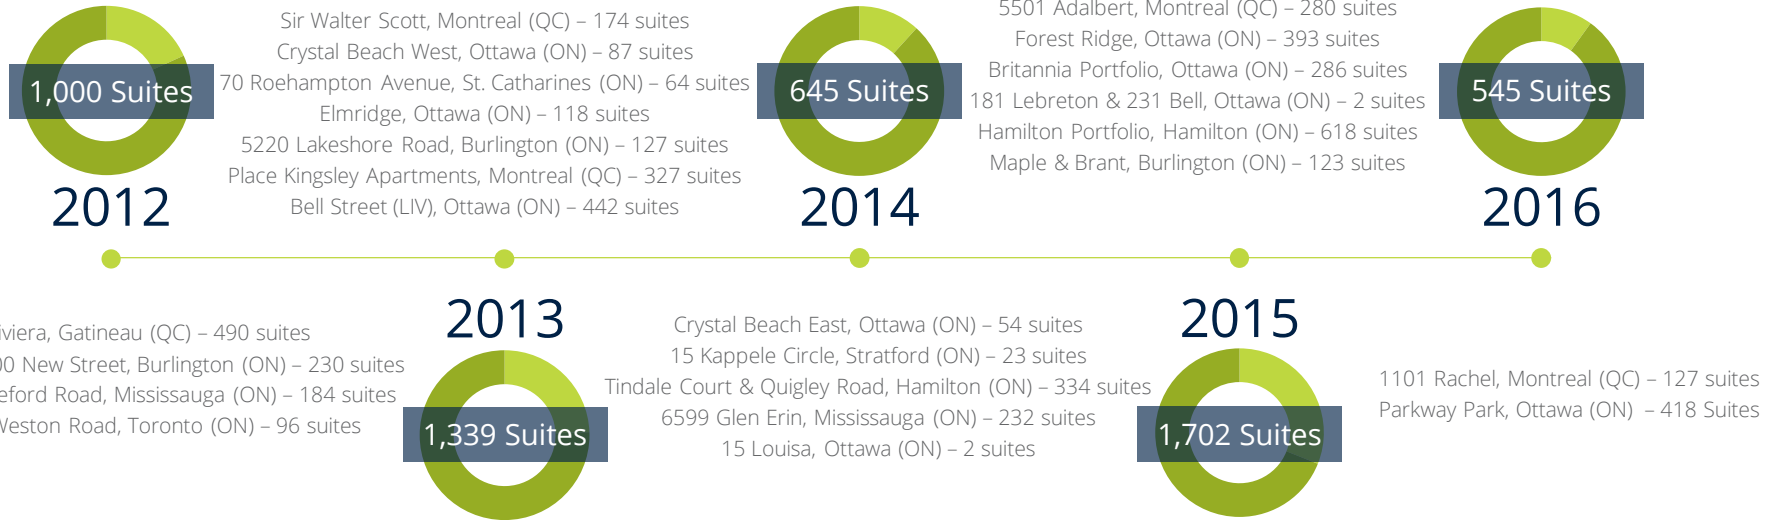 1,000 Suites
2012
iviera, Gatineau (QC) – 490 suites
00 New Street, Burlington (ON) – 230 suites
eford Road, Mississauga (ON) – 184 suites
Weston Road, Toronto (ON) – 96 suites
Sir Walter Scott, Montreal (QC) – 174 suites
Crystal Beach West, Ottawa (ON) – 87 suites
70 Roehampton Avenue, St. Catharines (ON) – 64 suites
Elmridge, Ottawa (ON) – 118 suites
5220 Lakeshore Road, Burlington (ON) – 127 suites
Place Kingsley Apartments, Montreal (QC) – 327 suites
Bell Street (LIV), Ottawa (ON) – 442 suites
2013
1,339 Suites
645 Suites
2014
Crystal Beach East, Ottawa (ON) – 54 suites
15 Kappele Circle, Stratford (ON) – 23 suites
Tindale Court & Quigley Road, Hamilton (ON) – 334 suites
6599 Glen Erin, Mississauga (ON) – 232 suites
15 Louisa, Ottawa (ON) – 2 suites
5501 Adalbert, Montreal (QC) – 280 suites
Forest Ridge, Ottawa (ON) – 393 suites
Britannia Portfolio, Ottawa (ON) – 286 suites
181 Lebreton & 231 Bell, Ottawa (ON) – 2 suites
Hamilton Portfolio, Hamilton (ON) – 618 suites
Maple & Brant, Burlington (ON) – 123 suites
2015
1,702 Suites
545 Suites
2016
1101 Rachel, Montreal (QC) – 127 suites
Parkway Park, Ottawa (ON) – 418 Suites